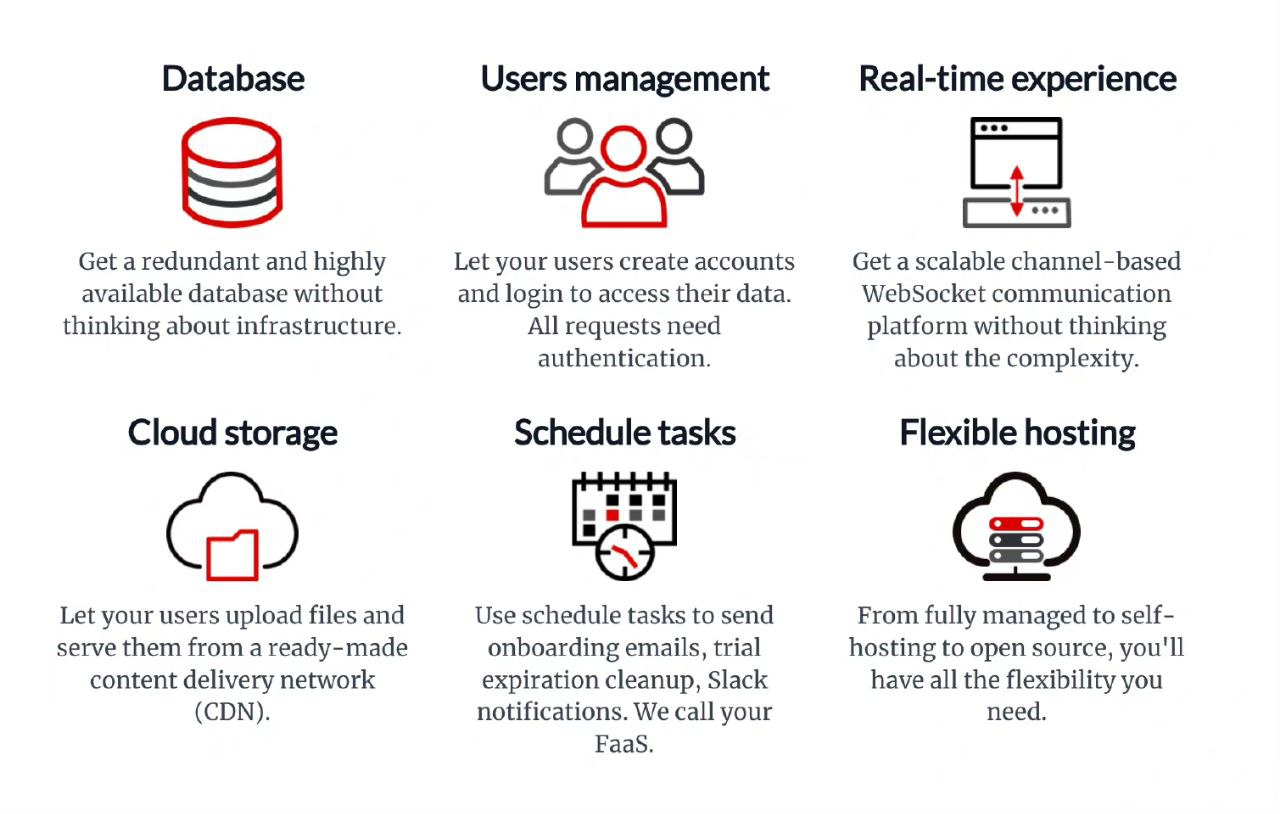 Database
Get a redundant and highly
available database without
thinking about infrastructure.
Users management
Let your users create accounts
and login to access their data.
All requests need
authentication.
Real-time experience
Get a scalable channel-based
WebSocket communication
platform without thinking
about the complexity.
Cloud storage
Let your users upload files and
serve them from a ready-made
content delivery network
(CDN).
Schedule tasks
Use schedule tasks to send
onboarding emails, trial
expiration cleanup, Slack
notifications. We call your
FaaS.
Flexible hosting
From fully managed to self-
hosting to open source, you'll
have all the flexibility you
need.